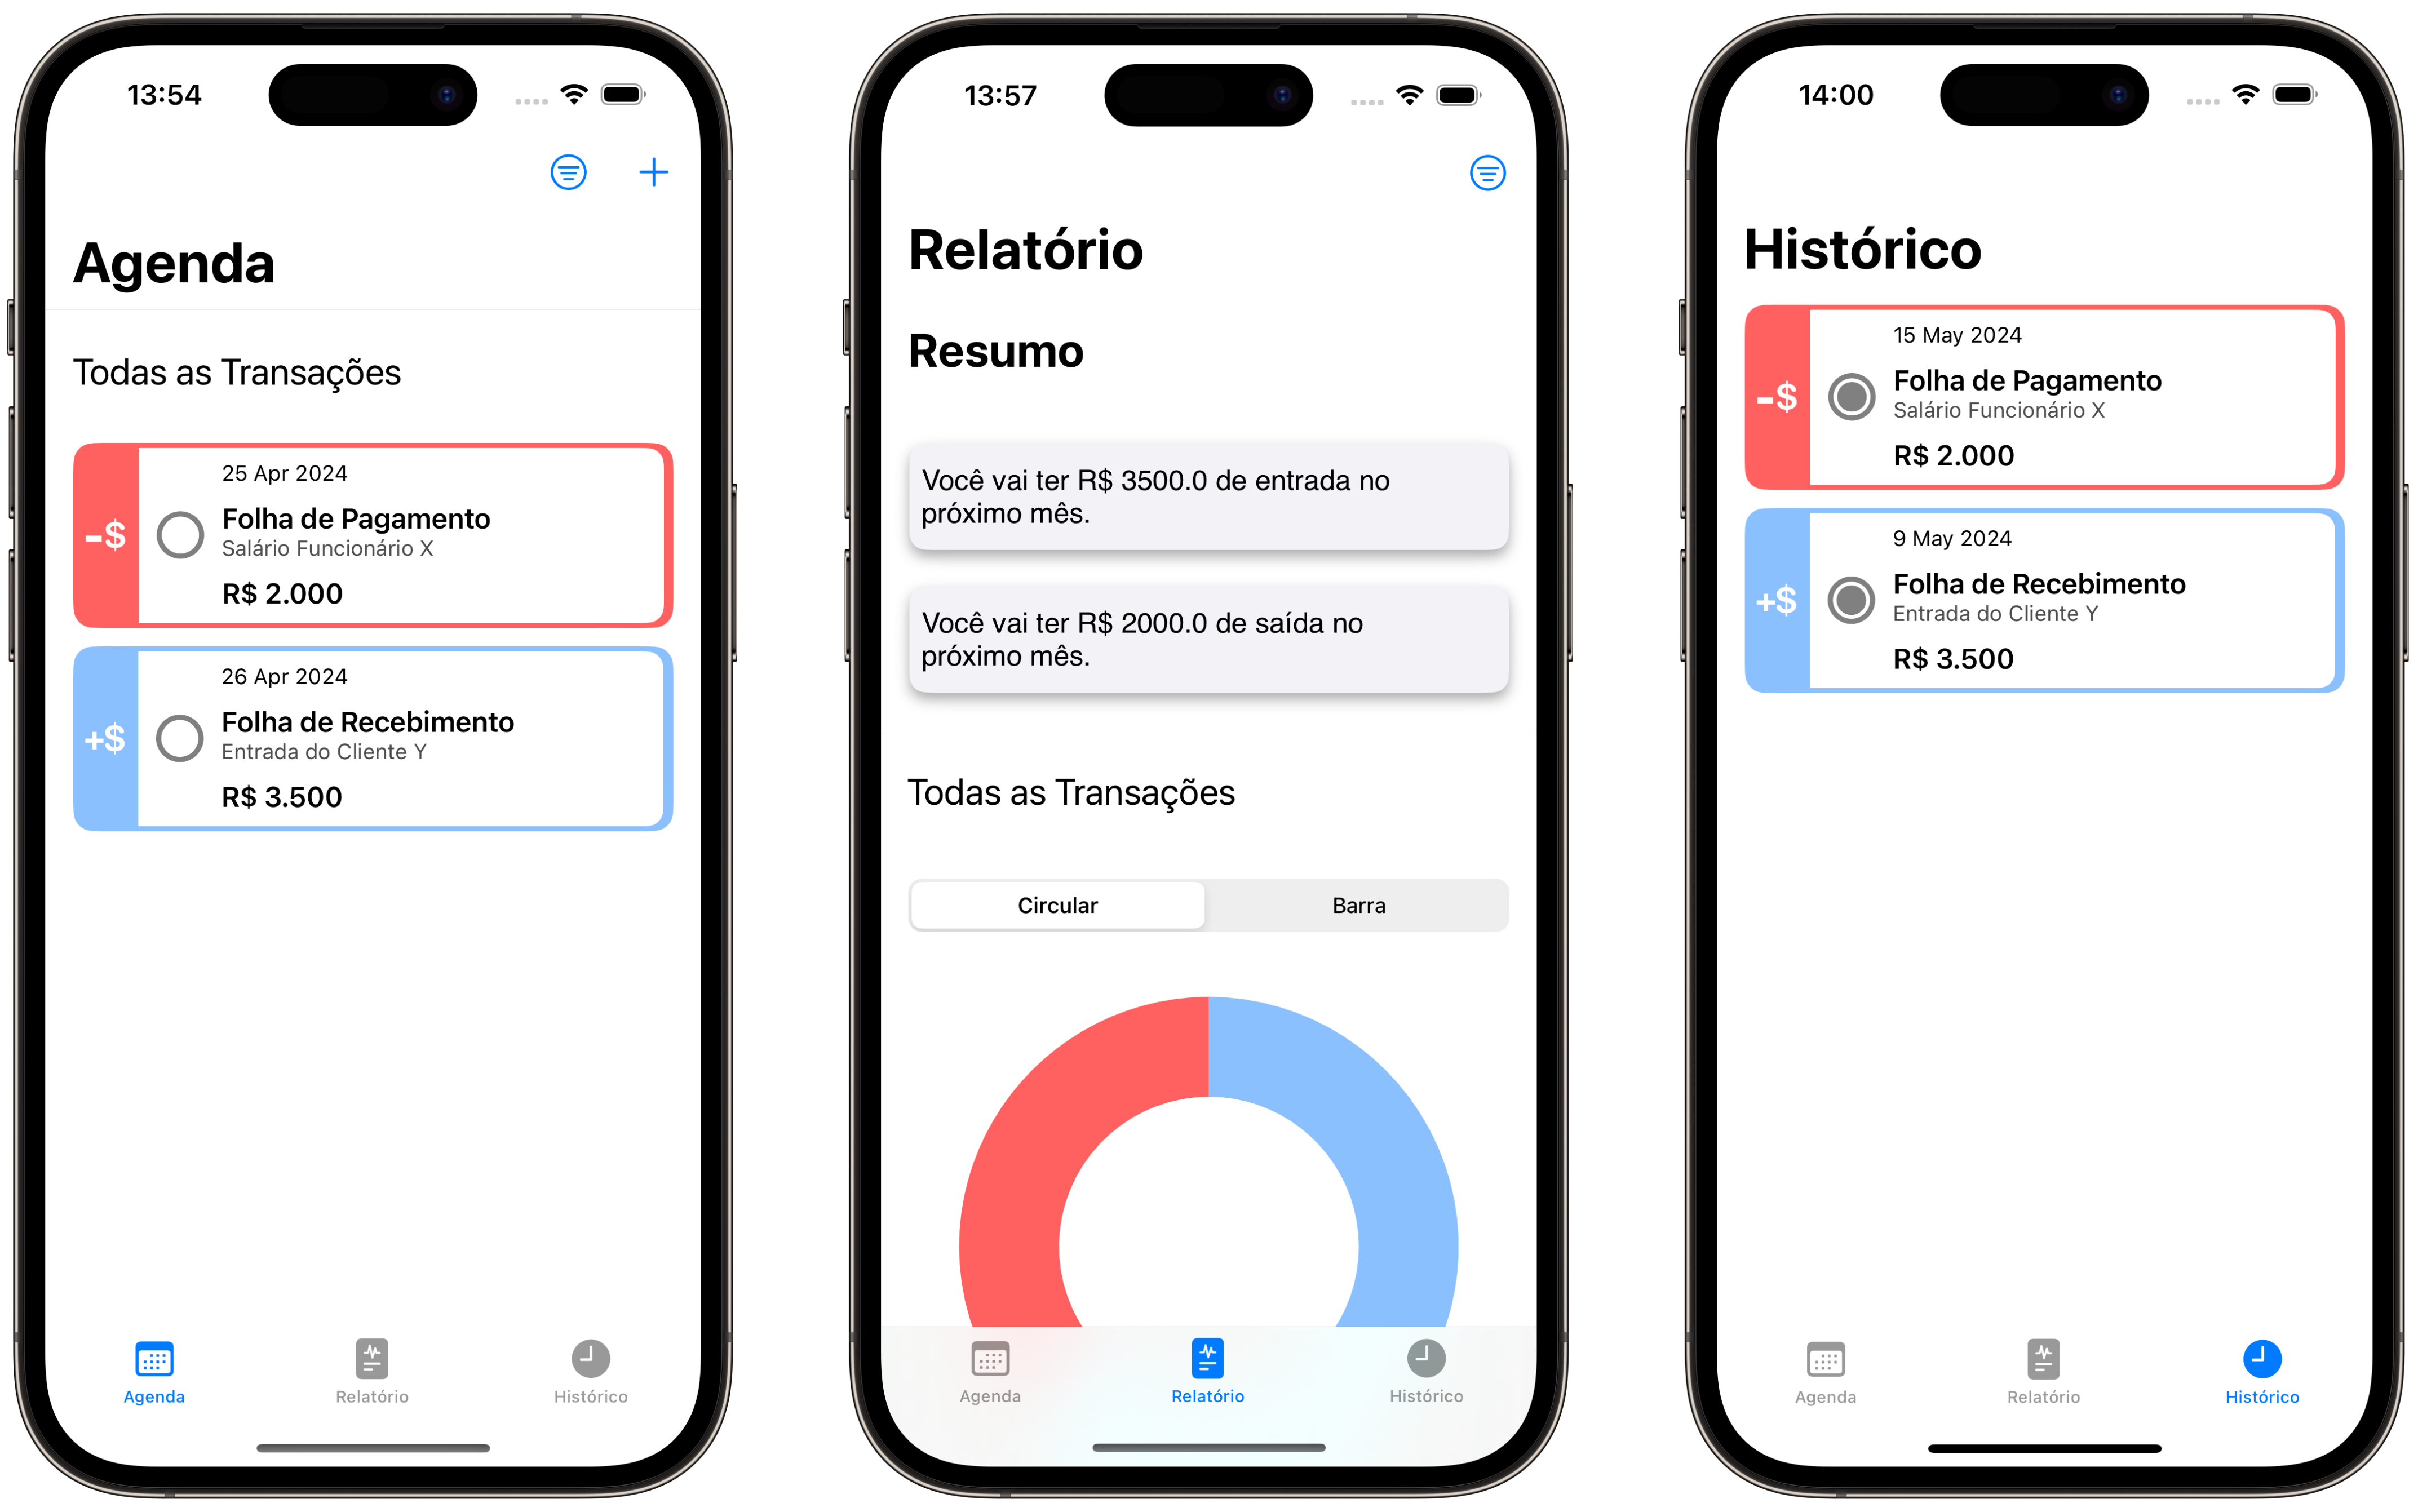 13:54
Agenda
Todas as Transações
25 Apr 2024
-$
Folha de Pagamento
Salário Funcionário X
R$ 2.000
26 Apr 2024
+$
Folha de Recebimento
Entrada do Cliente Y
R$ 3.500
Agenda
Relatório
Histórico
13:57
Relatório
Resumo
Você vai ter R$ 3500.0 de entrada no
próximo mês.
Você vai ter R$ 2000.0 de saída no
próximo mês.
Todas as Transações
Circular
Barra
Agenda
Relatório
Histórico
14:00
Histórico
15 May 2024
-$
Folha de Pagamento
Salário Funcionário X
R$ 2.000
9 May 2024
+$
Folha de Recebimento
Entrada do Cliente Y
R$ 3.500
Agenda
Relatório
Histórico